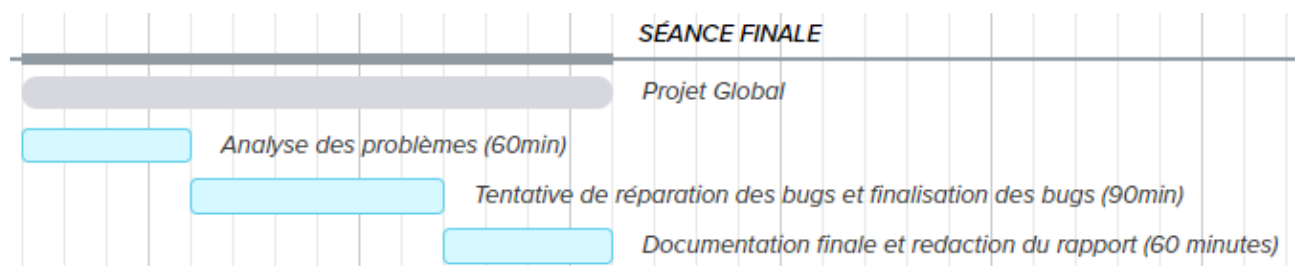 SÉANCE FINALE
Projet Global
Analyse des problèmes (60min)
Tentative de réparation des bugs et finalisation des bugs (90min)
Documentation finale et redaction du rapport (60 minutes)